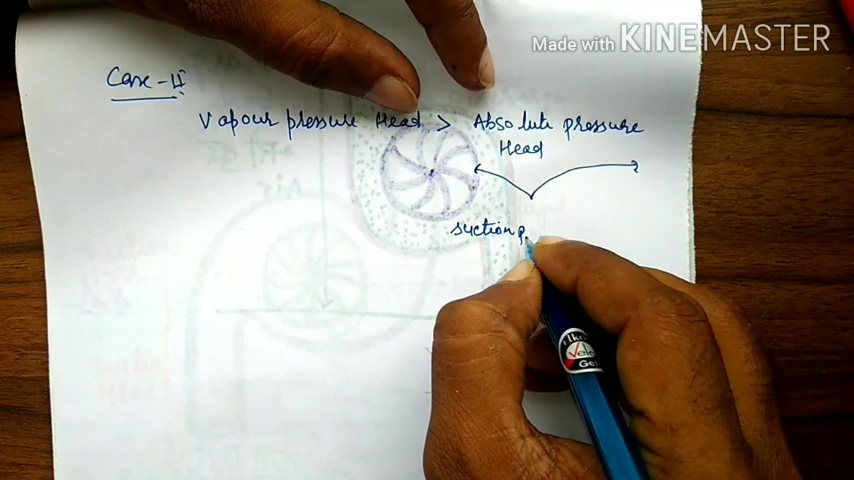 Made with KINEMASTER
Case - II
Vapour pressure Head > Absolute pressure
Head
suction p